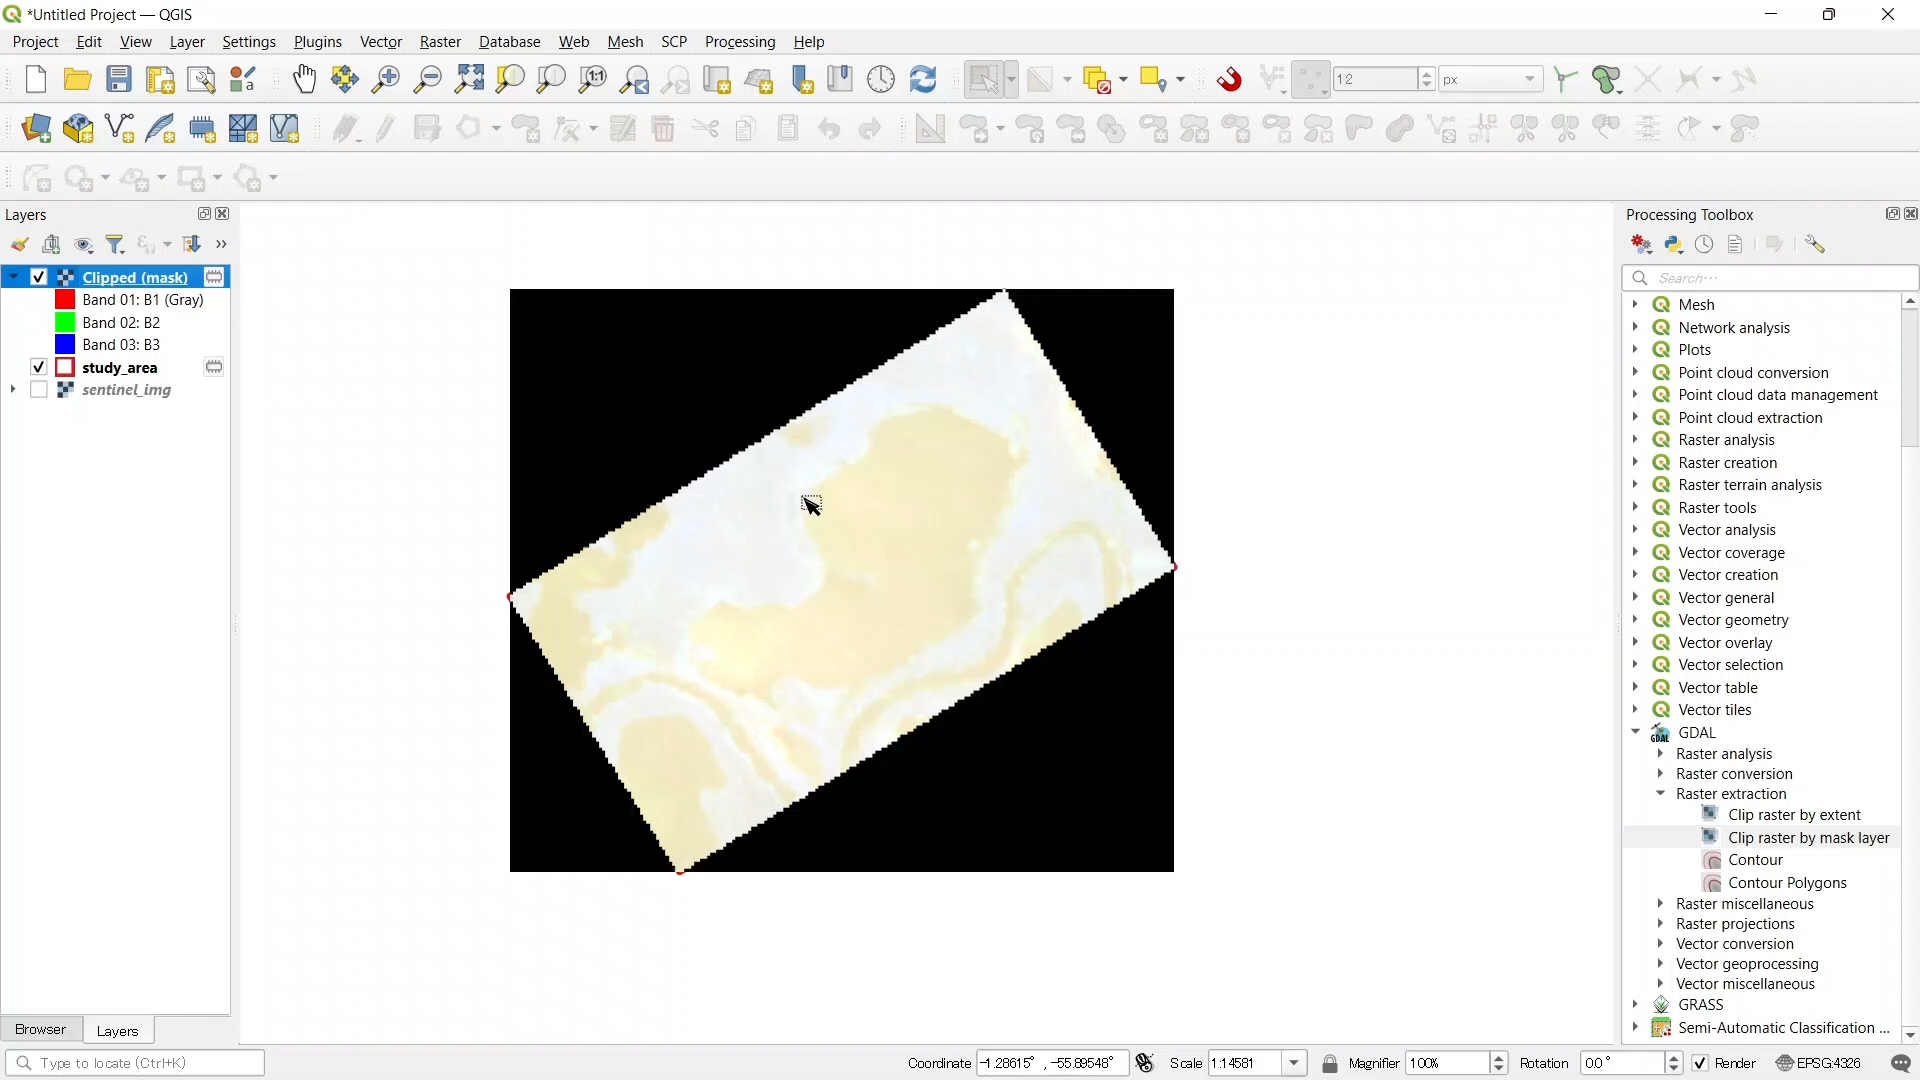 *Untitled Project — QGIS
Project Edit View Layer Settings Plugins Vector Raster Database Web Mesh SCP Processing Help
1:1
12 px
Layers
Clipped (mask)
Band 01: B1 (Gray)
Band 02: B2
Band 03: B3
study_area
sentinel_img
Processing Toolbox
Search...
Mesh
Network analysis
Plots
Point cloud conversion
Point cloud data management
Point cloud extraction
Raster analysis
Raster creation
Raster terrain analysis
Raster tools
Vector analysis
Vector coverage
Vector creation
Vector general
Vector geometry
Vector overlay
Vector selection
Vector table
Vector tiles
GDAL
Raster analysis
Raster conversion
Raster extraction
Clip raster by extent
Clip raster by mask layer
Contour
Contour Polygons
Raster miscellaneous
Raster projections
Vector conversion
Vector geoprocessing
Vector miscellaneous
GRASS
Semi-Automatic Classification ...
Browser Layers
Type to locate (Ctrl+K) Coordinate -1.28615° , -55.89548° Scale 1:14581 Magnifier 100% Rotation 0.0° Render EPSG:4326